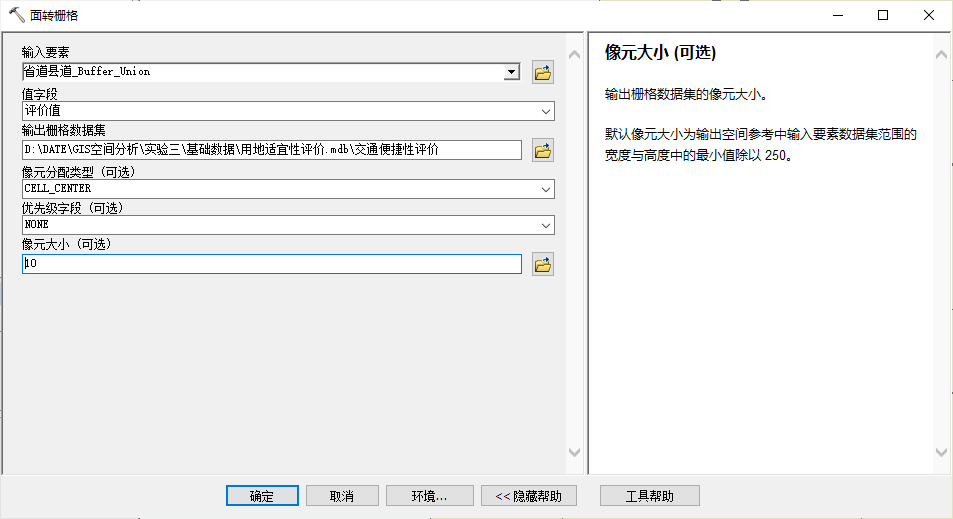 面转栅格
输入要素
省道县道_Buffer_Union
值字段
评价值
输出栅格数据集
D:\DATE\GIS空间分析\实验三\基础数据\用地适宜性评价.mdb\交通便捷性评价
像元分配类型（可选）
CELL_CENTER
优先级字段（可选）
NONE
像元大小（可选）
10
像元大小 (可选)
输出栅格数据集的像元大小。
默认像元大小为输出空间参考中输入要素数据集范围的
宽度与高度中的最小值除以 250。
确定
取消
环境...
<< 隐藏帮助
工具帮助